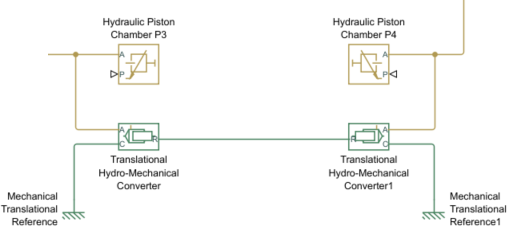 Hydraulic Piston
Chamber P3
Hydraulic Piston
Chamber P4
A
P
A
P
A
C
R
R
A
C
Translational
Hydro-Mechanical
Converter
Translational
Hydro-Mechanical
Converter1
Mechanical
Translational
Reference
Mechanical
Translational
Reference1